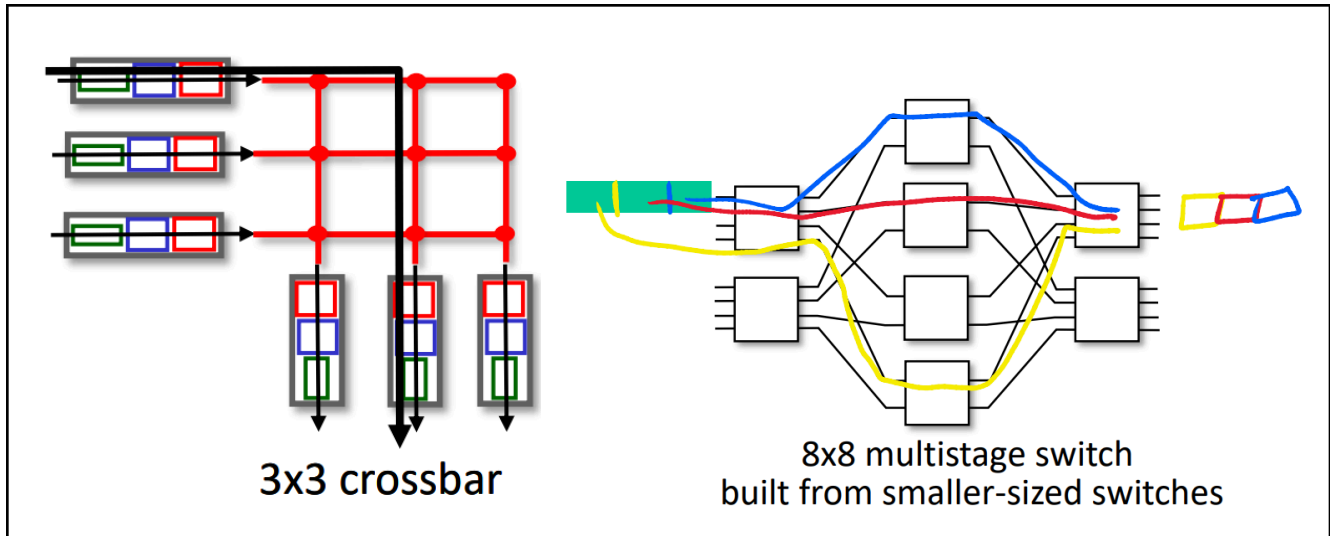 3x3 crossbar
8x8 multistage switch
built from smaller-sized switches